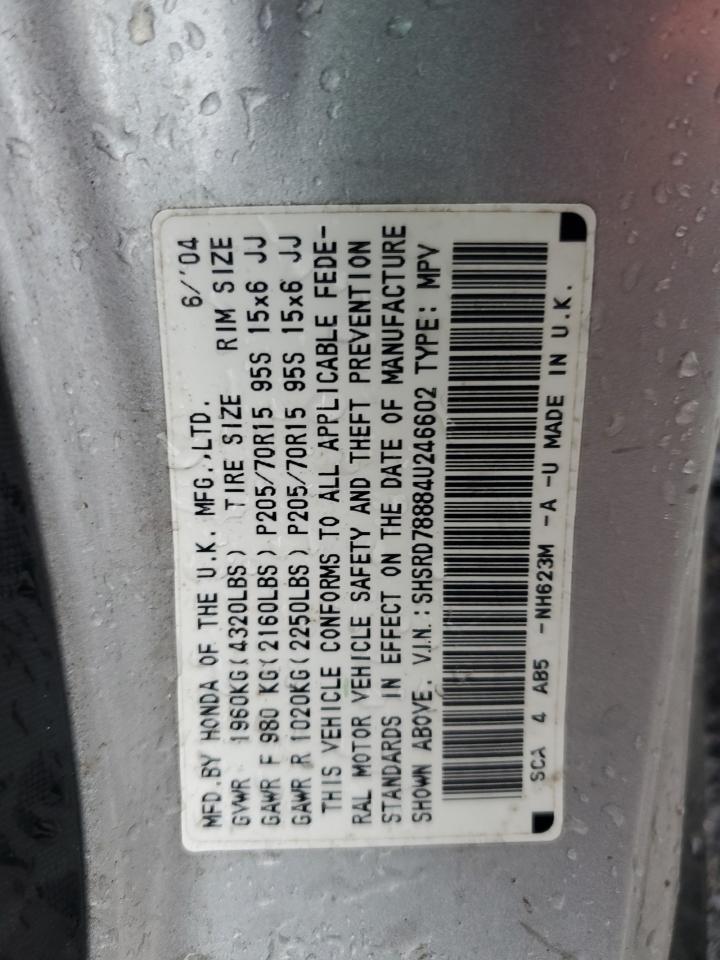 MFD.BY HONDA OF THE U.K. MFG.,LTD. 6/'04
GVWR 1960KG(4320LBS) TIRE SIZE RIM SIZE
GAWR F 980 KG(2160LBS) P205/70R15 95S 15x6 JJ
GAWR R 1020KG(2250LBS) P205/70R15 95S 15x6 JJ
THIS VEHICLE CONFORMS TO ALL APPLICABLE FEDE-
RAL MOTOR VEHICLE SAFETY AND THEFT PREVENTION
STANDARDS IN EFFECT ON THE DATE OF MANUFACTURE
SHOWN ABOVE. V.I.N.:SHSRD78884U246602 TYPE: MPV
SCA 4 AB5 -NH623M -A -U MADE IN U.K.